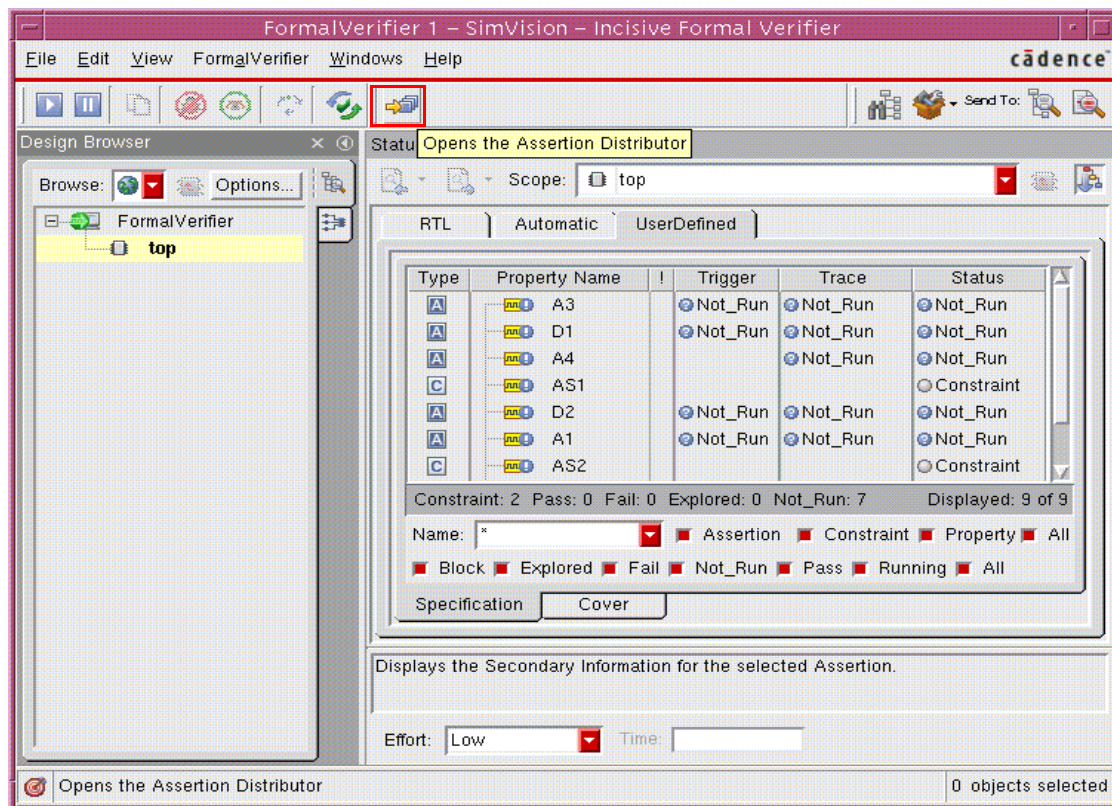 FormalVerifier 1 – SimVision – Incisive Formal Verifier
File Edit View FormalVerifier Windows Help
cādence
Send To:
Design Browser
Statu
Opens the Assertion Distributor
Browse: Options...
Scope: top
FormalVerifier
top
RTL Automatic UserDefined
Type Property Name ! Trigger Trace Status
A A3 Not_Run Not_Run Not_Run
A D1 Not_Run Not_Run Not_Run
A A4 Not_Run Not_Run
C AS1 Constraint
A D2 Not_Run Not_Run Not_Run
A A1 Not_Run Not_Run Not_Run
C AS2 Constraint
Constraint: 2 Pass: 0 Fail: 0 Explored: 0 Not_Run: 7 Displayed: 9 of 9
Name: * Assertion Constraint Property All
Block Explored Fail Not_Run Pass Running All
Specification Cover
Displays the Secondary Information for the selected Assertion.
Effort: Low Time:
Opens the Assertion Distributor 0 objects selected